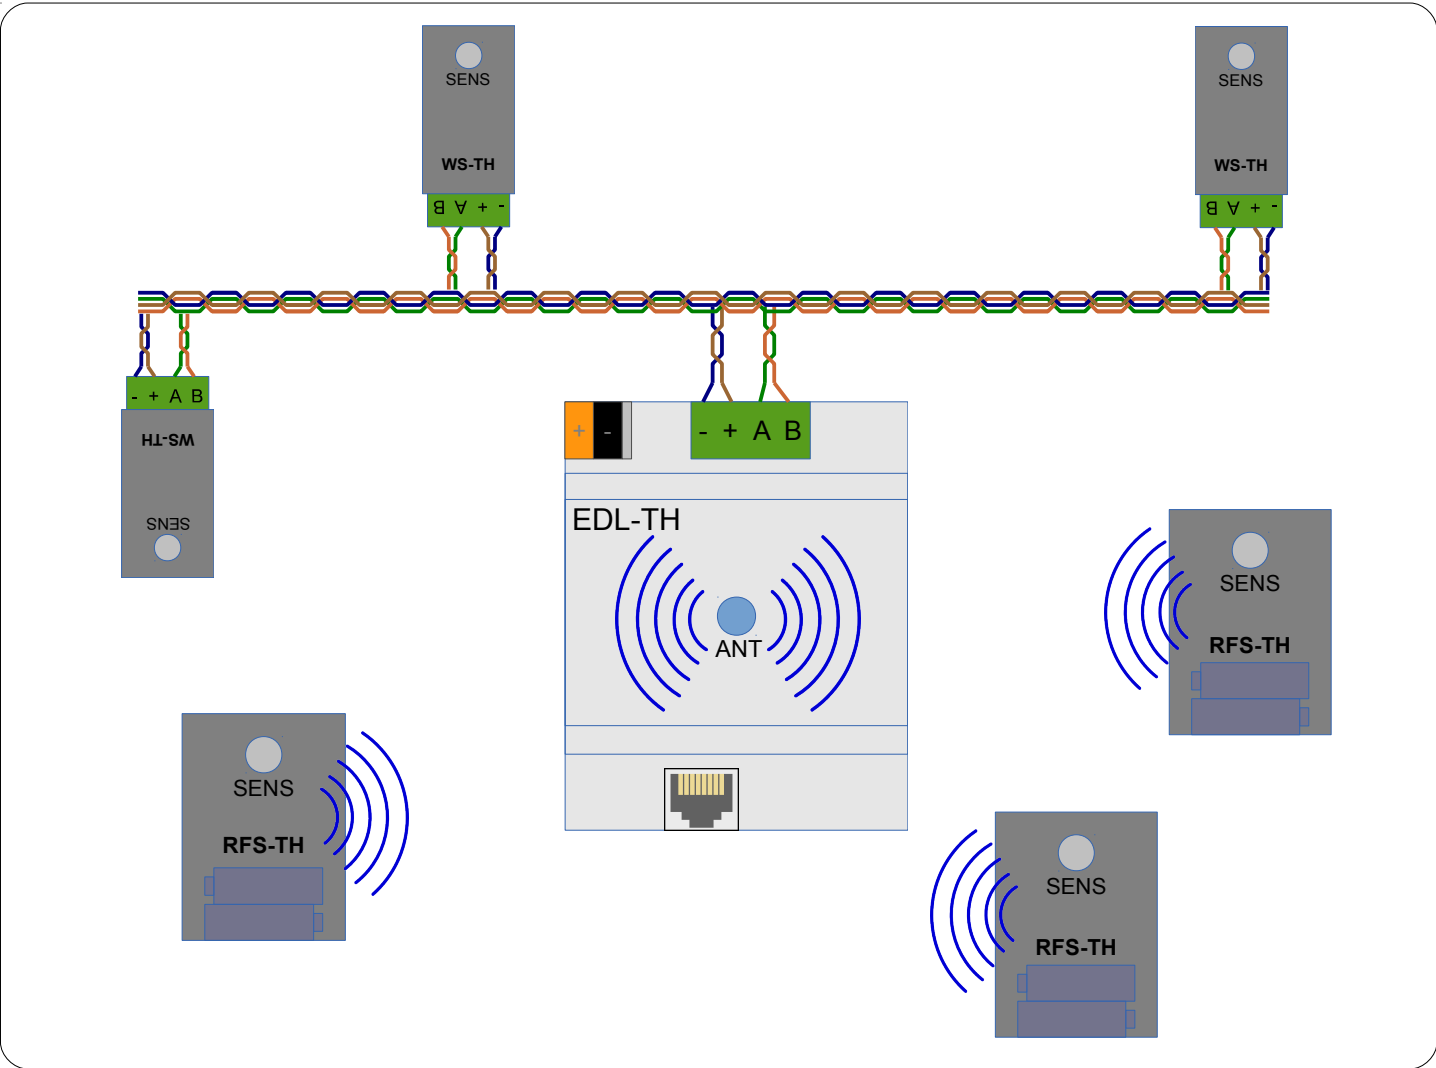 SENS
WS-TH
B A + -
SENS
WS-TH
B A + -
- + A B
WS-TH
SENS
+ -
- + A B
EDL-TH
ANT
SENS
RFS-TH
SENS
RFS-TH
SENS
RFS-TH